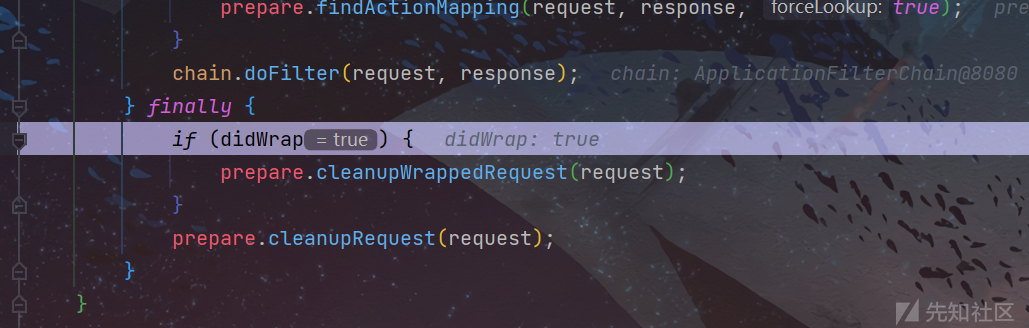 prepare.findActionMapping(request, response, forceLookup: true); pre
}
chain.doFilter(request, response); chain: ApplicationFilterChain@8080
} finally {
if (didWrap = true ) { didWrap: true
prepare.cleanupWrappedRequest(request);
}
prepare.cleanupRequest(request);
}
}
先知社区